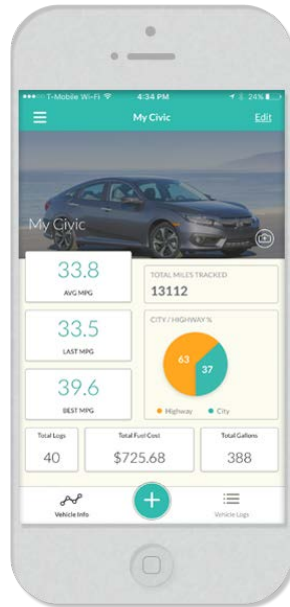 T-Mobile Wi-Fi 4:34 PM 24%
My Civic Edit
My Civic
33.8
AVG MPG
TOTAL MILES TRACKED
13112
33.5
LAST MPG
CITY / HIGHWAY %
63
37
Highway City
39.6
BEST MPG
Total Logs
40
Total Fuel Cost
$725.68
Total Gallons
388
Vehicle Info
+
Vehicle Logs